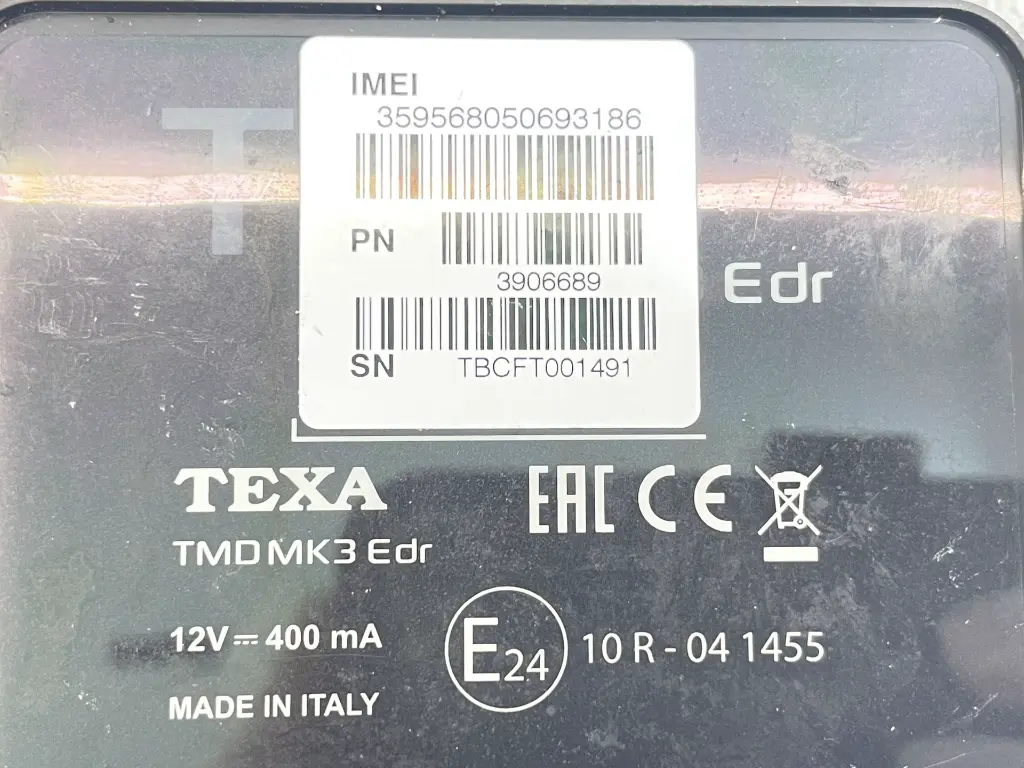 IMEI
359568050693186
PN
3906689
SN TBCFT001491
T
Edr
TEXA
EAC CE
TMD MK3 Edr
12V⎓400 mA
E24 10 R - 04 1455
MADE IN ITALY